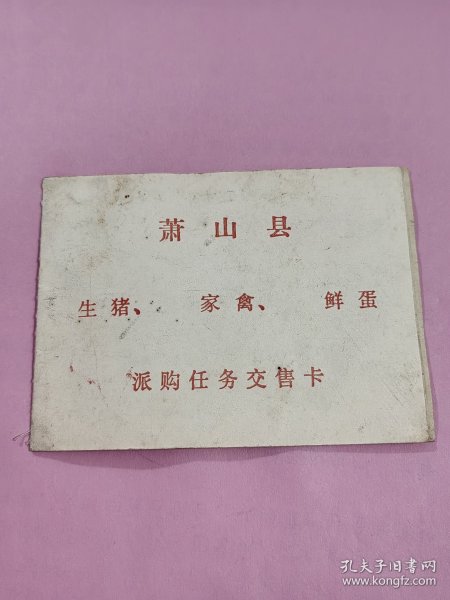 萧山县
生猪、 家禽、 鲜蛋
派购任务交售卡
孔夫子旧书网
www.kongfz.com